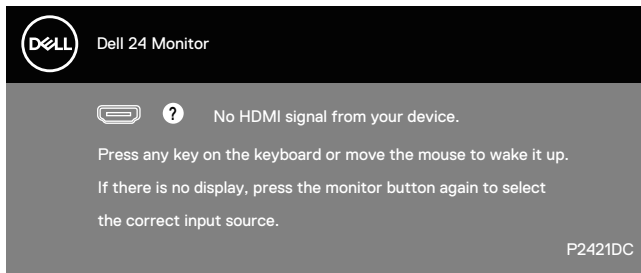 DELL
Dell 24 Monitor
? No HDMI signal from your device.
Press any key on the keyboard or move the mouse to wake it up.
If there is no display, press the monitor button again to select
the correct input source.
P2421DC